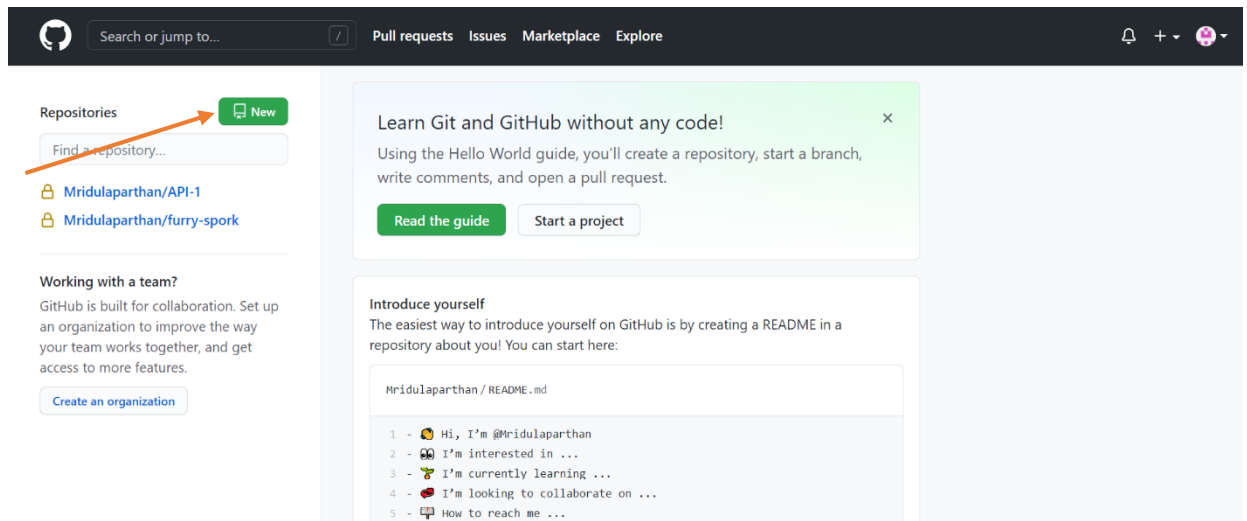 Search or jump to... /
Pull requests Issues Marketplace Explore
Repositories
New
Find a repository...
Mridulaparthan/API-1
Mridulaparthan/furry-spork
Working with a team?
GitHub is built for collaboration. Set up
an organization to improve the way
your team works together, and get
access to more features.
Create an organization
Learn Git and GitHub without any code!
Using the Hello World guide, you'll create a repository, start a branch,
write comments, and open a pull request.
Read the guide Start a project
Introduce yourself
The easiest way to introduce yourself on GitHub is by creating a README in a
repository about you! You can start here:
Mridulaparthan / README.md
1 - 👋 Hi, I'm @Mridulaparthan
2 - 👀 I'm interested in ...
3 - 🌱 I'm currently learning ...
4 - 💞️ I'm looking to collaborate on ...
5 - 📫 How to reach me ...